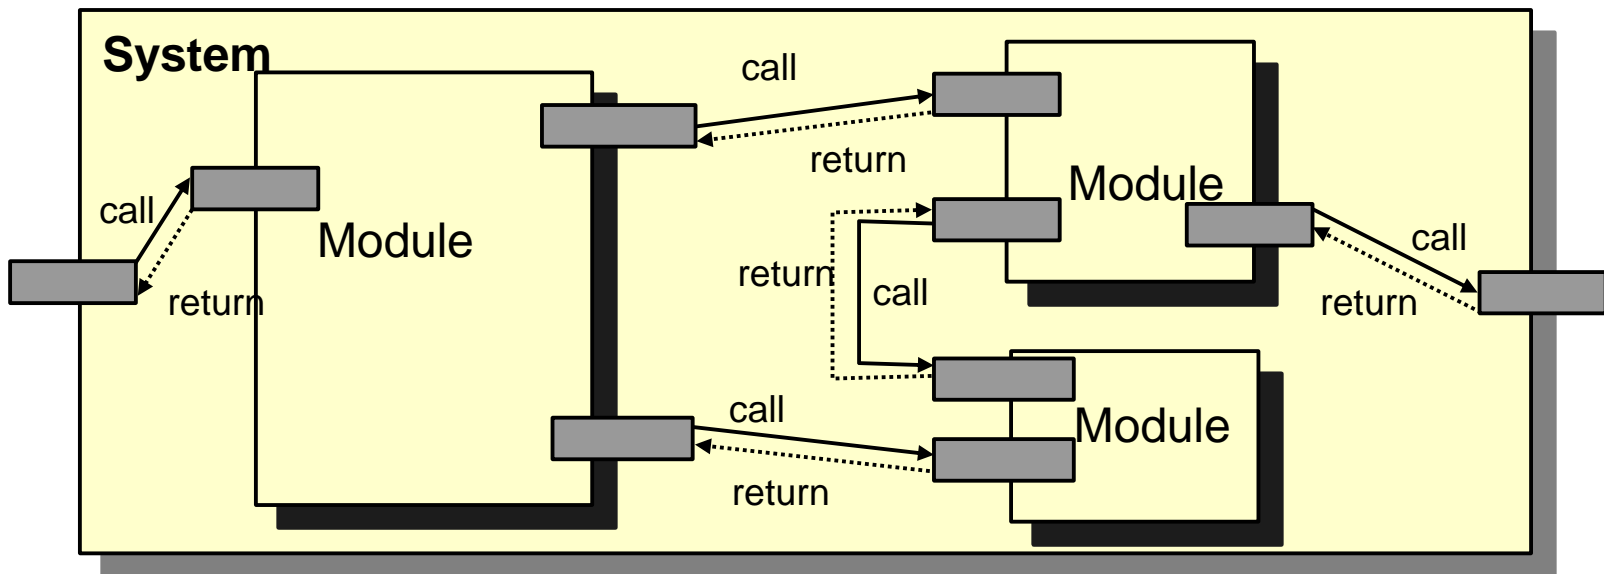 System
call
return
Module
call
return
Module
return
call
call
return
call
return
Module